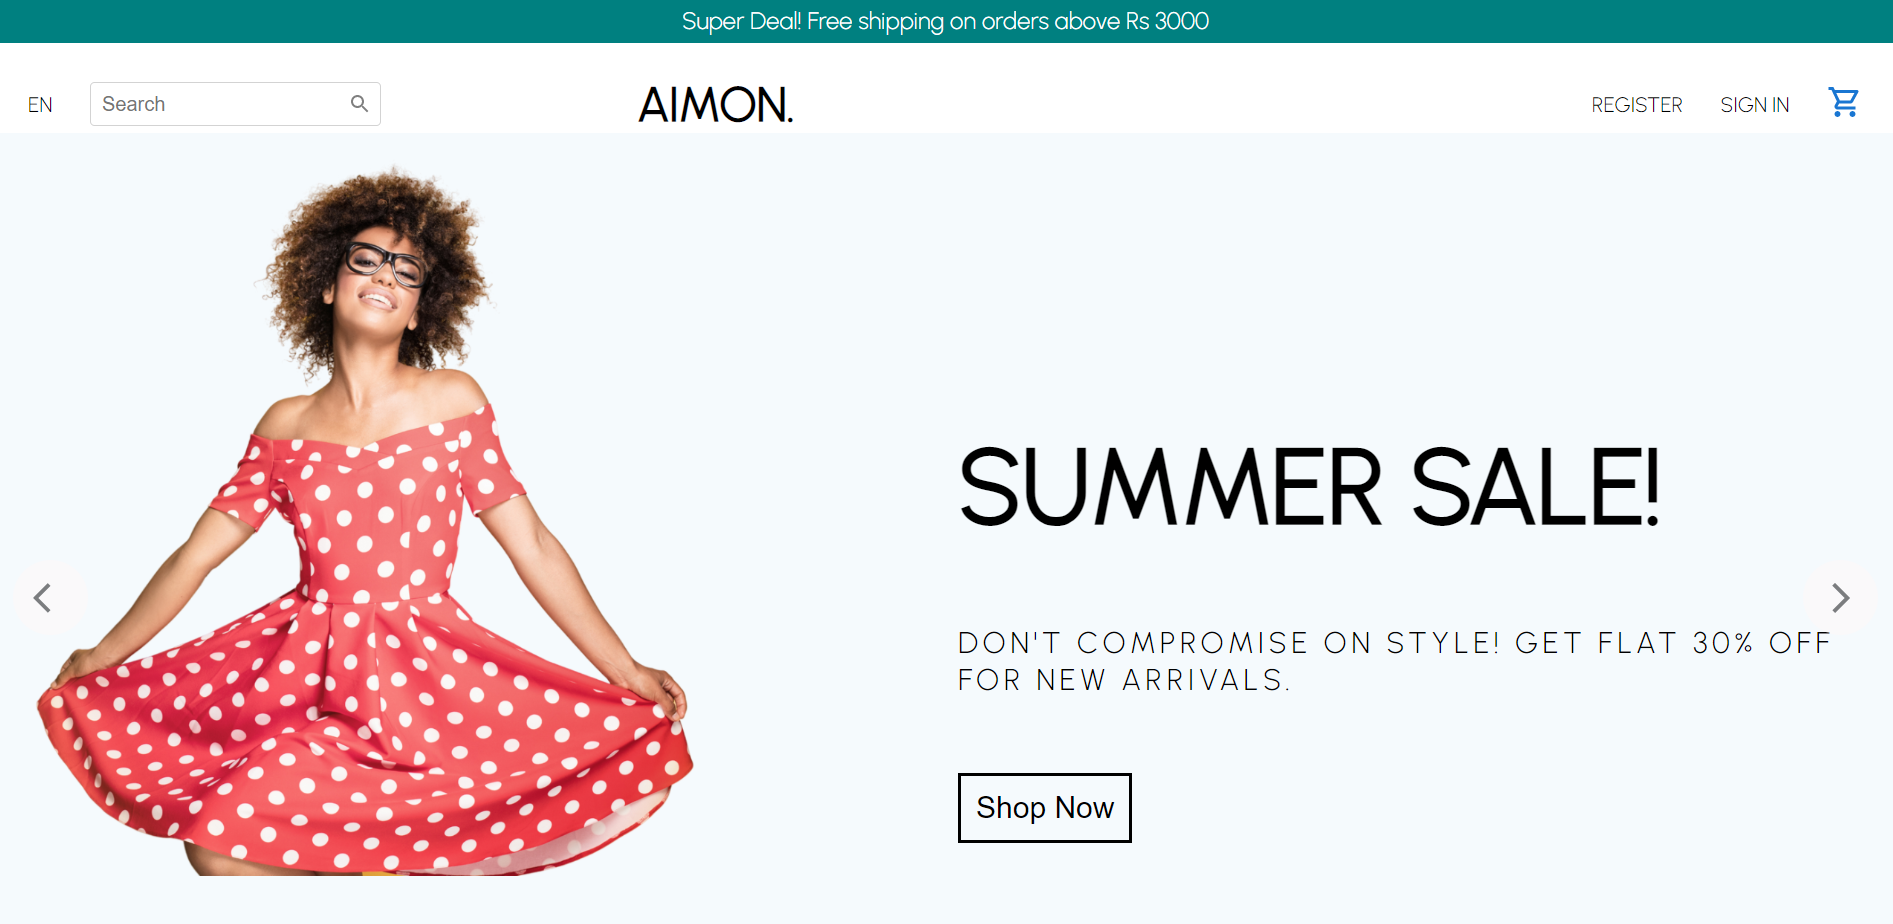 Super Deal! Free shipping on orders above Rs 3000
EN
Search
AIMON.
REGISTER
SIGN IN
SUMMER SALE!
DON'T COMPROMISE ON STYLE! GET FLAT 30% OFF
FOR NEW ARRIVALS.
Shop Now